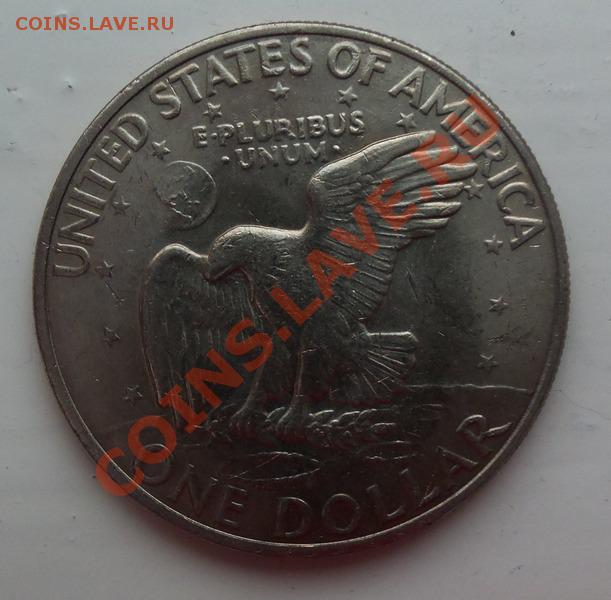 COINS.LAVE.RU
UNITED STATES OF AMERICA
E·PLURIBUS
·UNUM·
COINS.LAVE.RU
ONE DOLLAR